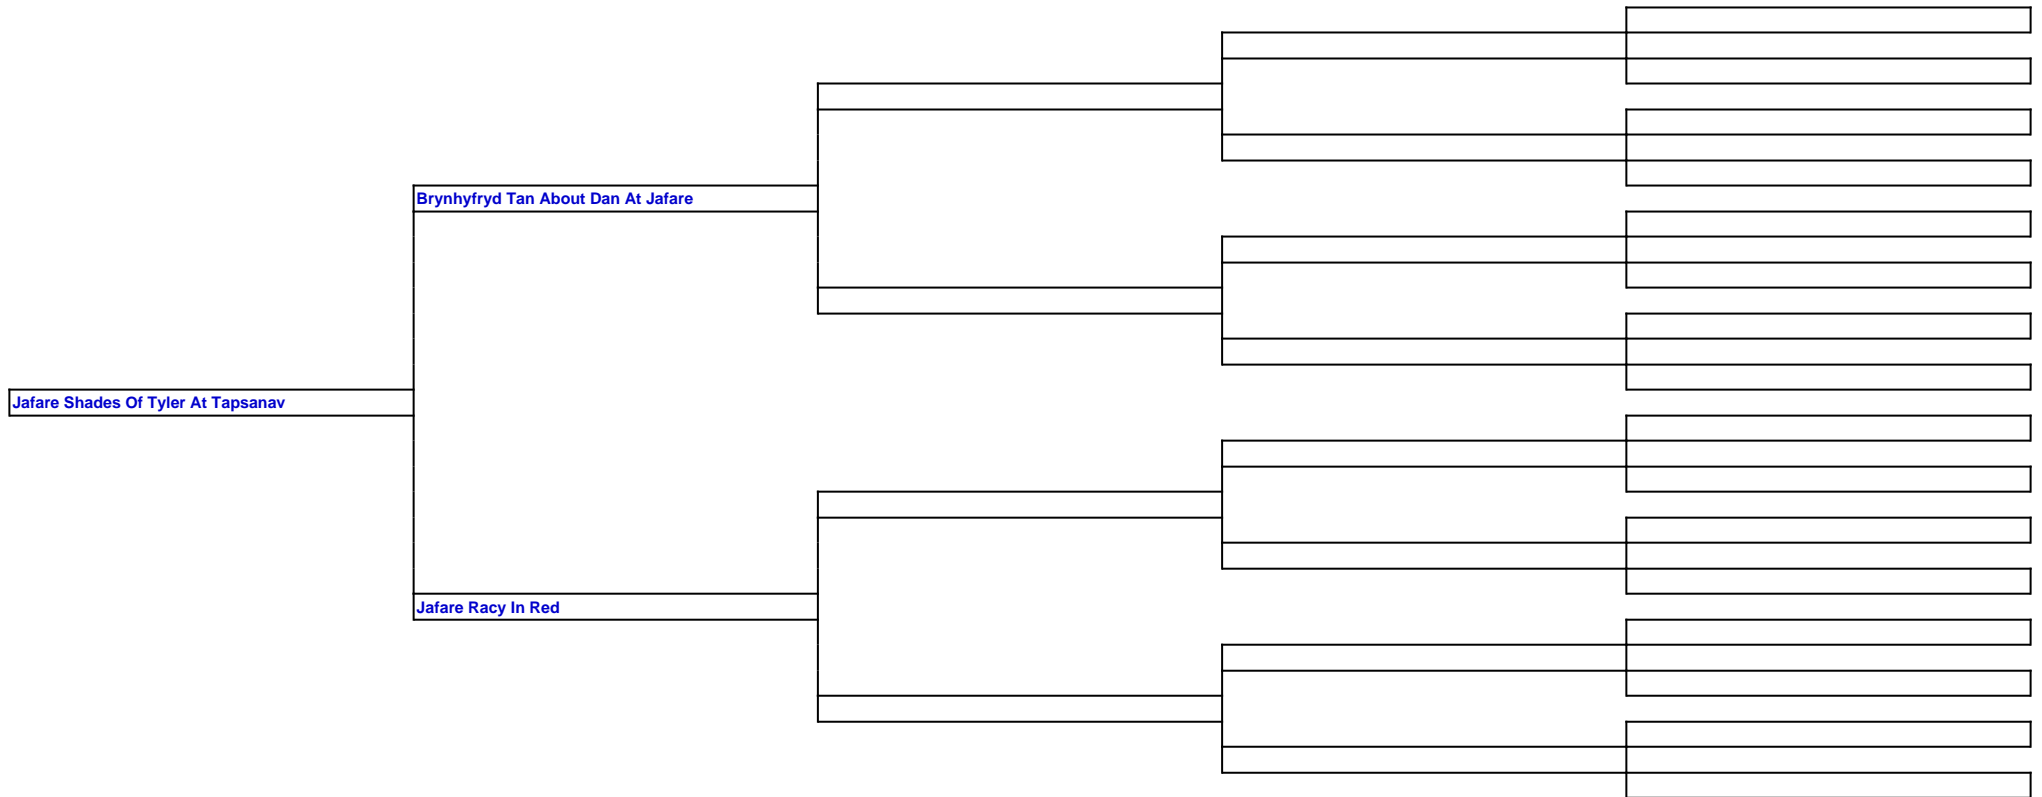 Brynhyfryd Tan About Dan At Jafare
Jafare Shades Of Tyler At Tapsanav
Jafare Racy In Red